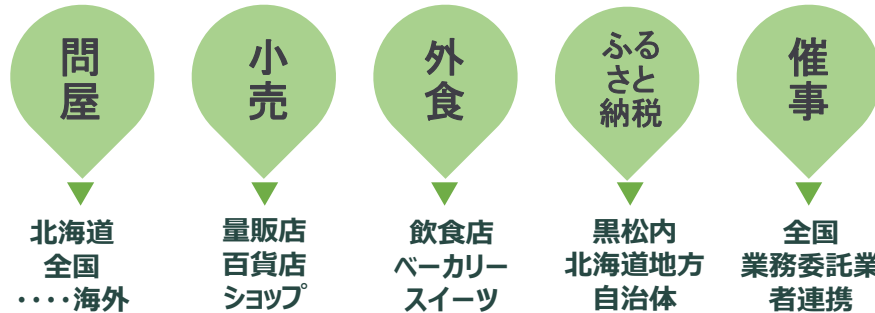 問屋
小売
外食
ふる
さと
納税
催事
北海道
全国
････海外
量販店
百貨店
ショップ
飲食店
ベーカリー
スイーツ
黒松内
北海道地方
自治体
全国
業務委託業
者連携